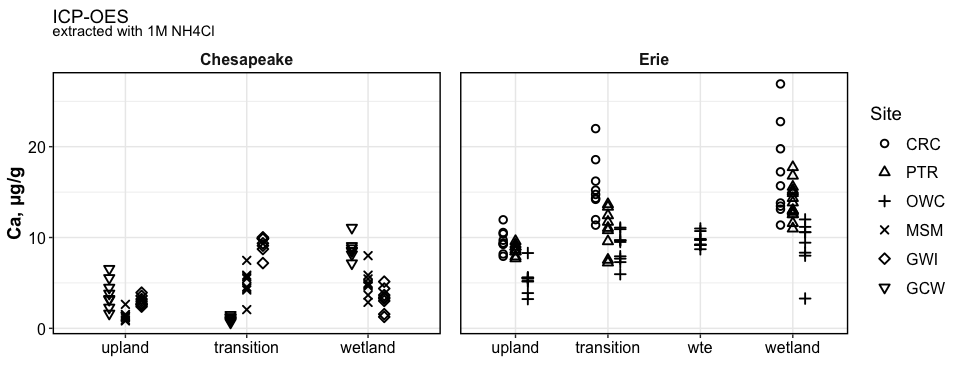 ICP-OES
extracted with 1M NH4Cl
Chesapeake
Erie
Ca, µg/g
20
10
0
upland
transition
wetland
upland
transition
wte
wetland
Site
CRC
PTR
OWC
MSM
GWI
GCW